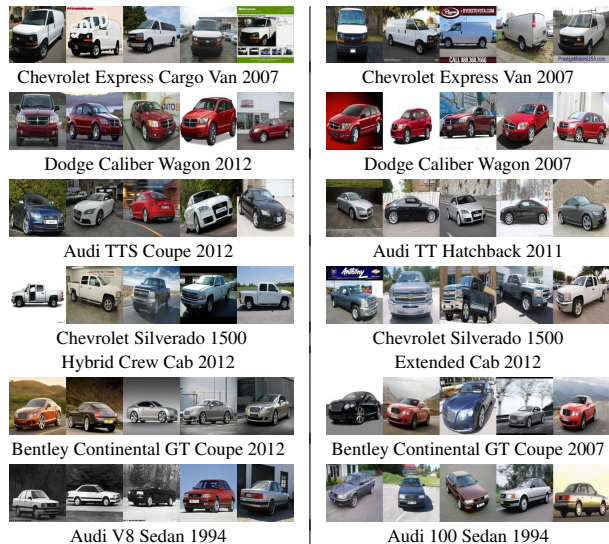 Chevrolet Express Cargo Van 2007
Chevrolet Express Van 2007
Dodge Caliber Wagon 2012
Dodge Caliber Wagon 2007
Audi TTS Coupe 2012
Audi TT Hatchback 2011
Chevrolet Silverado 1500
Hybrid Crew Cab 2012
Chevrolet Silverado 1500
Extended Cab 2012
Bentley Continental GT Coupe 2012
Bentley Continental GT Coupe 2007
Audi V8 Sedan 1994
Audi 100 Sedan 1994